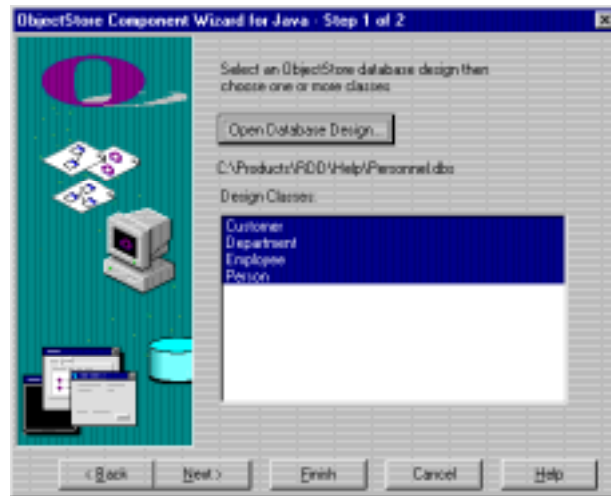 ObjectStore Component Wizard for Java - Step 1 of 2
Select an ObjectStore database design then
choose one or more classes
Open Database Design...
C:\Products\RDD\Help\Personnel.dbs
Design Classes:
Customer
Department
Employee
Person
< Back
Next >
Finish
Cancel
Help